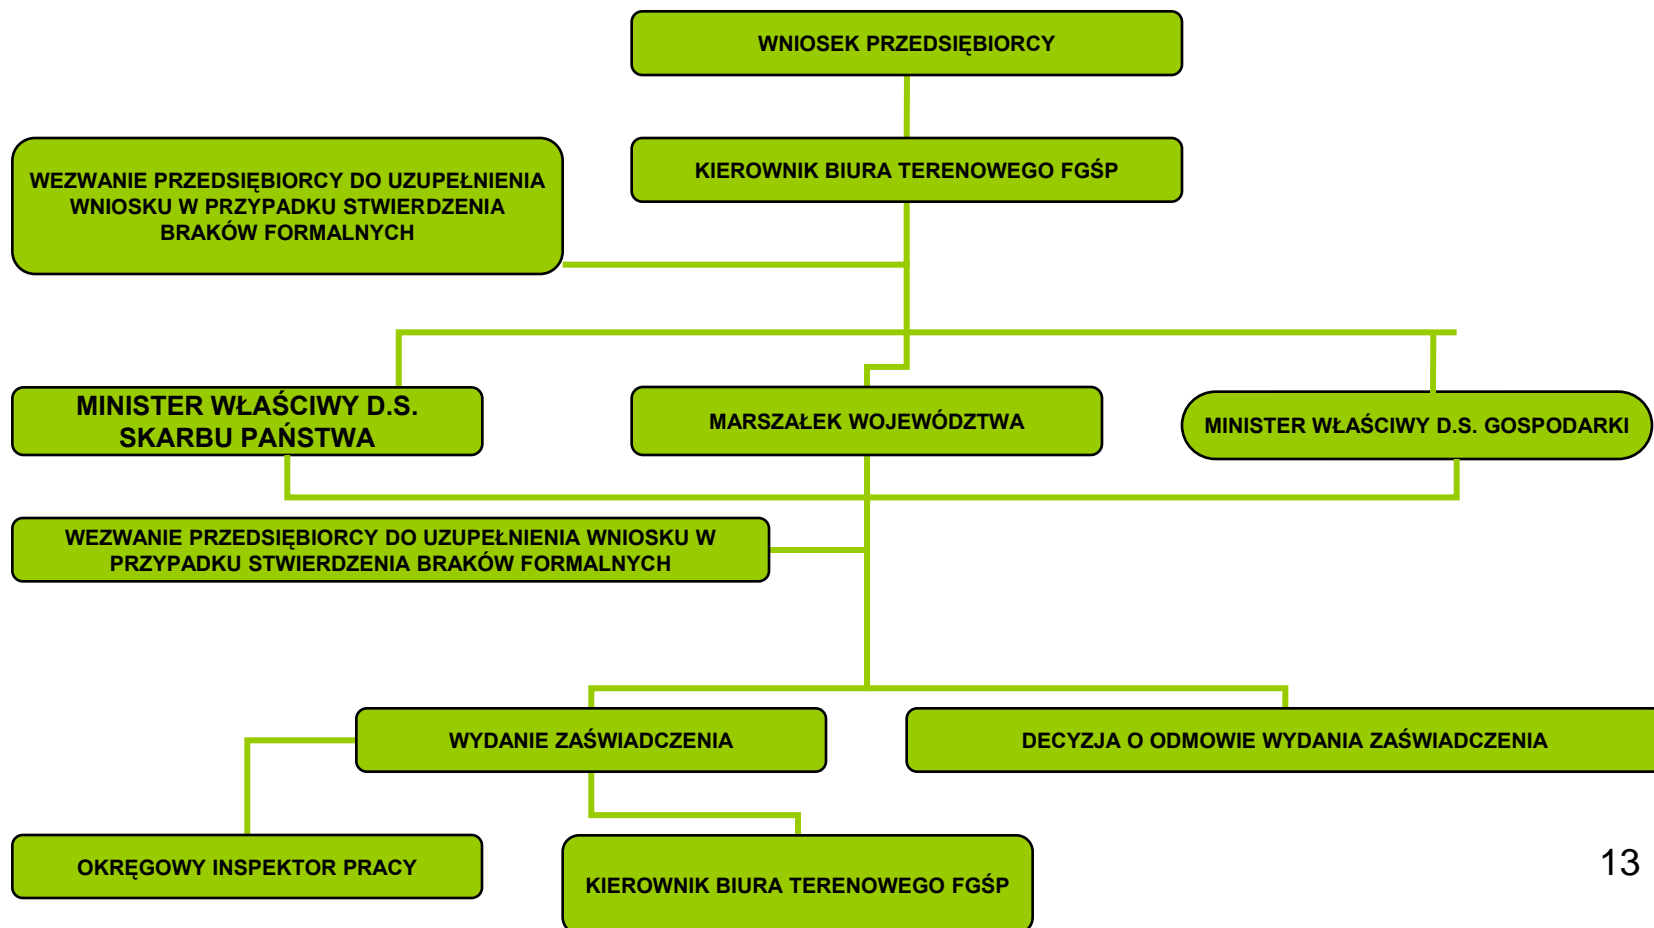 WNIOSEK PRZEDSIĘBIORCY
KIEROWNIK BIURA TERENOWEGO FGŚP
WEZWANIE PRZEDSIĘBIORCY DO UZUPEŁNIENIA
WNIOSKU W PRZYPADKU STWIERDZENIA
BRAKÓW FORMALNYCH
MINISTER WŁAŚCIWY D.S.
SKARBU PAŃSTWA
MARSZAŁEK WOJEWÓDZTWA
MINISTER WŁAŚCIWY D.S. GOSPODARKI
WEZWANIE PRZEDSIĘBIORCY DO UZUPEŁNIENIA WNIOSKU W
PRZYPADKU STWIERDZENIA BRAKÓW FORMALNYCH
WYDANIE ZAŚWIADCZENIA
DECYZJA O ODMOWIE WYDANIA ZAŚWIADCZENIA
OKRĘGOWY INSPEKTOR PRACY
KIEROWNIK BIURA TERENOWEGO FGŚP
13